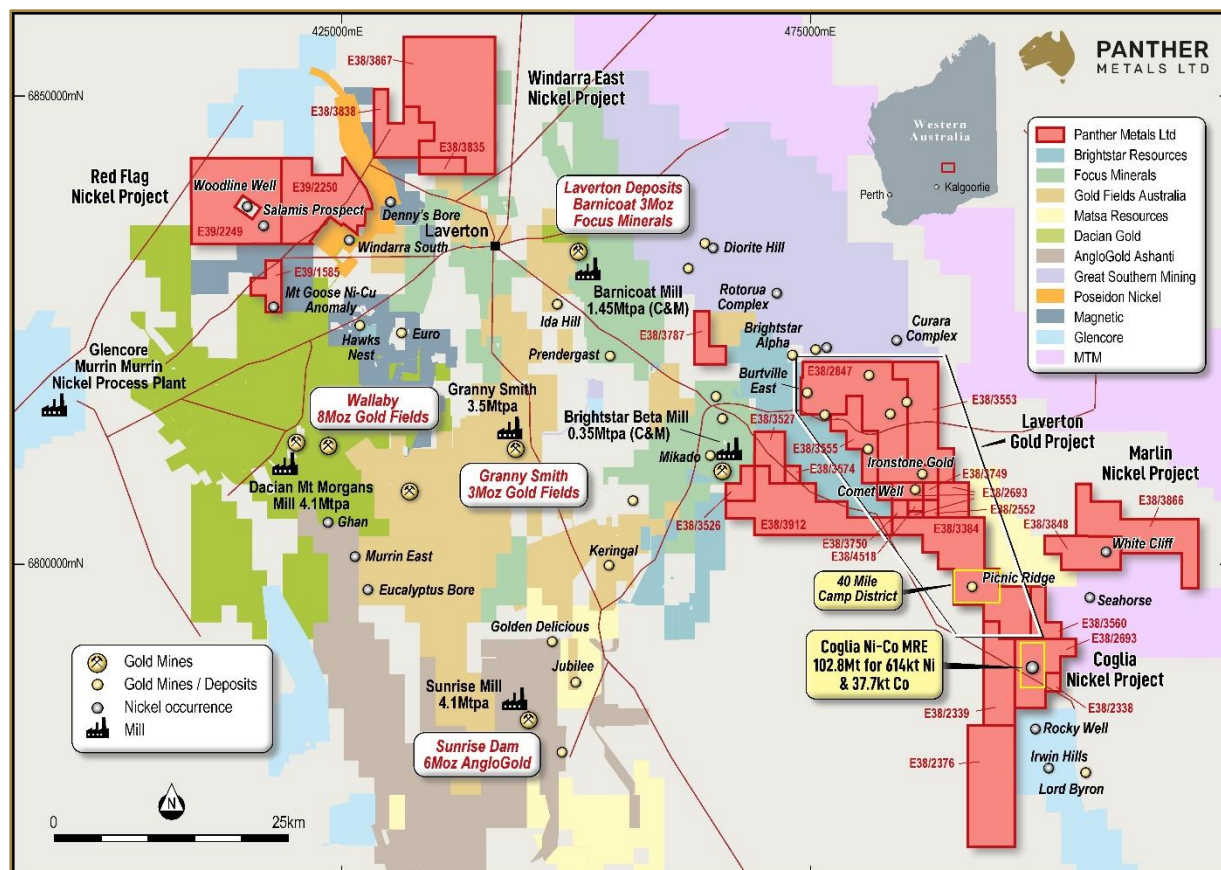 425000mE
475000mE
6850000mN
6800000mN
PANTHER
METALS LTD
Western
Australia
Perth
Kalgoorlie
Panther Metals Ltd
Brightstar Resources
Focus Minerals
Gold Fields Australia
Matsa Resources
Dacian Gold
AngloGold Ashanti
Great Southern Mining
Poseidon Nickel
Magnetic
Glencore
MTM
E38/3867
E38/3838
E38/3835
Windarra East
Nickel Project
Red Flag
Nickel Project
Woodline Well
E39/2250
Salamis Prospect
E39/2249
Denny's Bore
Laverton
Windarra South
E39/1585
Mt Goose Ni-Cu
Anomaly
Hawks
Nest
Euro
Laverton Deposits
Barnicoat 3Moz
Focus Minerals
Barnicoat Mill
1.45Mtpa (C&M)
Ida Hill
Prendergast
Diorite Hill
Rotorua
Complex
E38/3787
Brightstar
Alpha
Curara
Complex
Burtville
East
E38/2847
E38/3553
Glencore
Murrin Murrin
Nickel Process Plant
Wallaby
8Moz Gold Fields
Granny Smith
3.5Mtpa
Granny Smith
3Moz Gold Fields
Brightstar Beta Mill
0.35Mtpa (C&M)
Mikado
E38/3527
E38/3555
E38/3574
Laverton
Gold Project
Ironstone Gold
E38/3749
Comet Well
E38/2693
E38/2552
E38/3526
E38/3912
E38/3750
E38/4518
E38/3384
Marlin
Nickel Project
E38/3866
E38/3848
White Cliff
Dacian Mt Morgans
Mill 4.1Mtpa
Ghan
Murrin East
Eucalyptus Bore
Keringal
40 Mile
Camp District
Picnic Ridge
Seahorse
E38/3560
E38/2693
Coglia Ni-Co MRE
102.8Mt for 614kt Ni
& 37.7kt Co
Coglia
Nickel Project
E38/2339
E38/2338
E38/2376
Rocky Well
Irwin Hills
Lord Byron
Golden Delicious
Jubilee
Sunrise Mill
4.1Mtpa
Sunrise Dam
6Moz AngloGold
Gold Mines
Gold Mines / Deposits
Nickel occurrence
Mill
N
0
25km